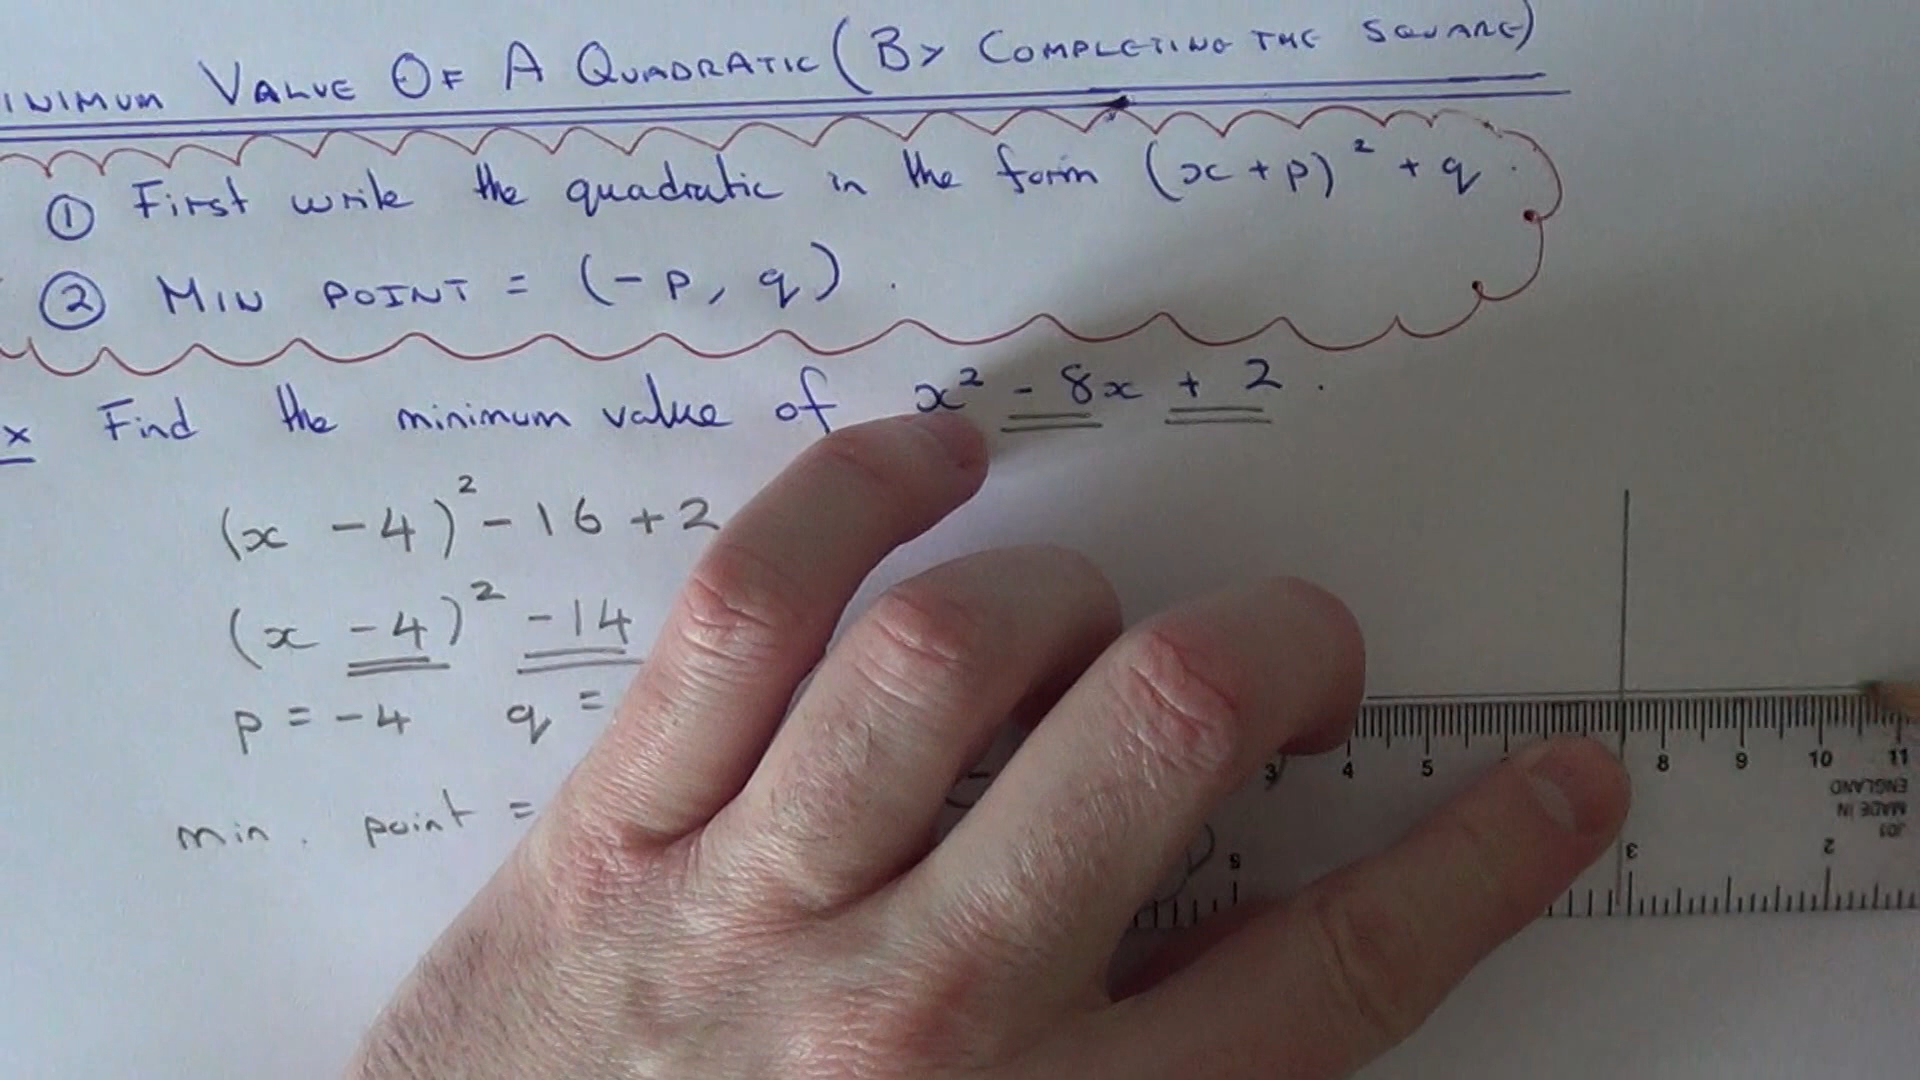 INIMUM VALUE OF A QUADRATIC (BY COMPLETING THE SQUARE)
① First write the quadratic in the form (x + p)² + q.
② MIN POINT = (-p, q).
x Find the minimum value of x² - 8x + 2.
(x - 4)² - 16 + 2
(x - 4)² - 14
p = -4 q =
min. point =
3 4 5 8 9 10 11
MADE IN ENGLAND
5 3 2